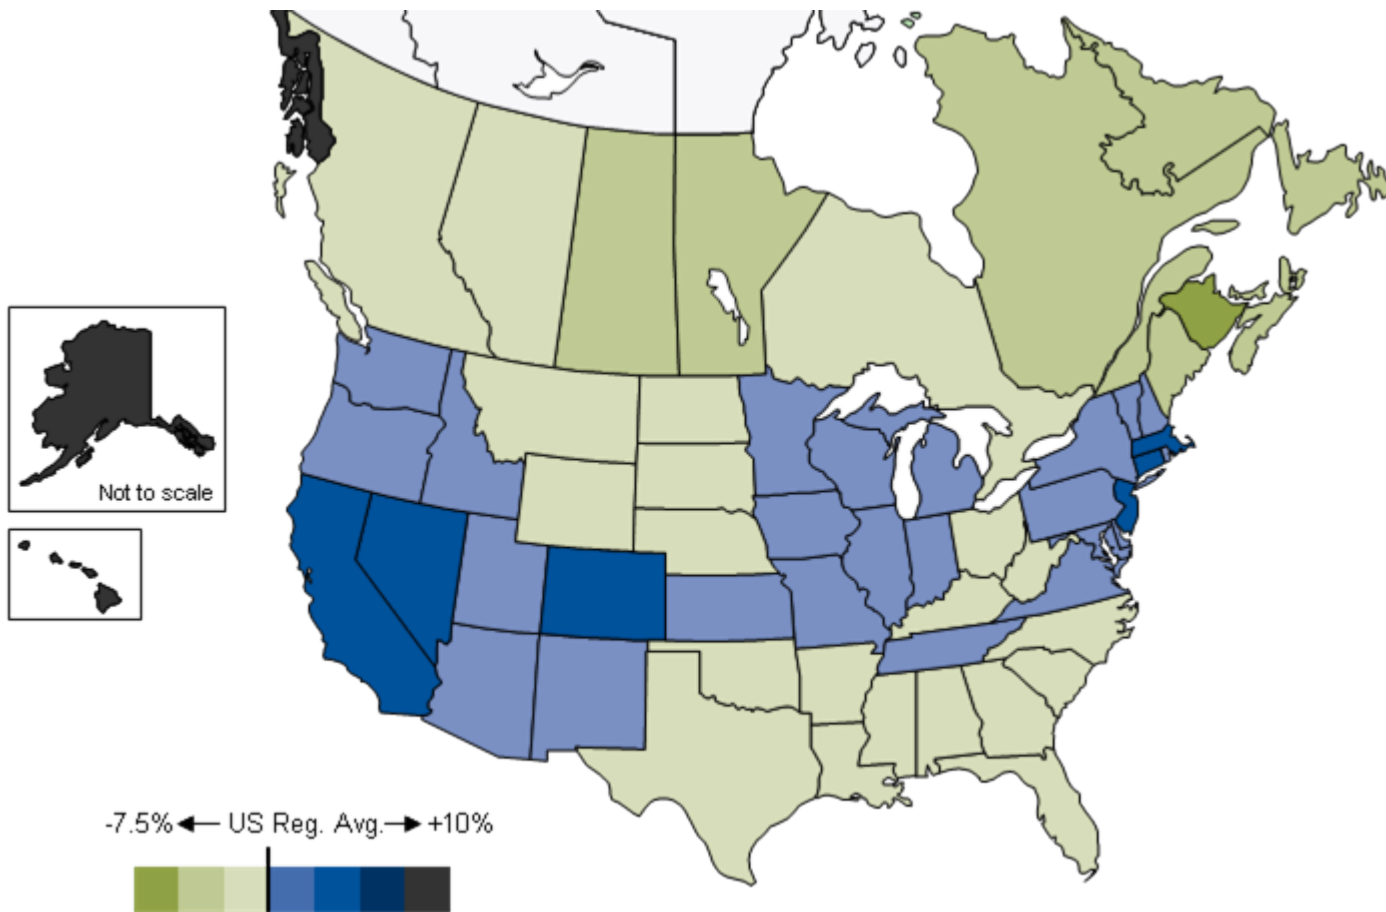 Not to scale
-7.5% ← US Reg. Avg. → +10%